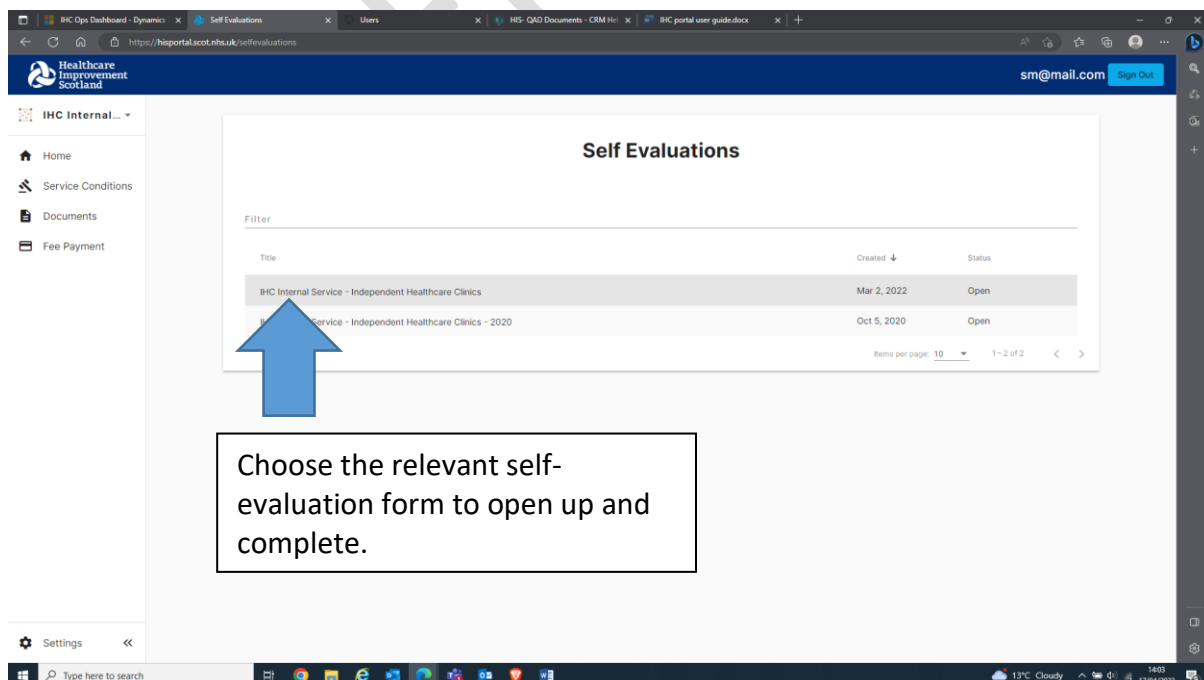 IHC Ops Dashboard - Dynamics
Self Evaluations
Users
HIS- QAD Documents - CRM Hel
IHC portal user guide.docx
https://hisportal.scot.nhs.uk/selfevaluations
Healthcare
Improvement
Scotland
sm@mail.com
Sign Out
IHC Internal...
Home
Service Conditions
Documents
Fee Payment
Self Evaluations
Filter
Title
Created
Status
IHC Internal Service - Independent Healthcare Clinics
Mar 2, 2022
Open
Service - Independent Healthcare Clinics - 2020
Oct 5, 2020
Open
Items per page: 10
1 – 2 of 2
Choose the relevant self-
evaluation form to open up and
complete.
Settings
Type here to search
13°C Cloudy
14:03